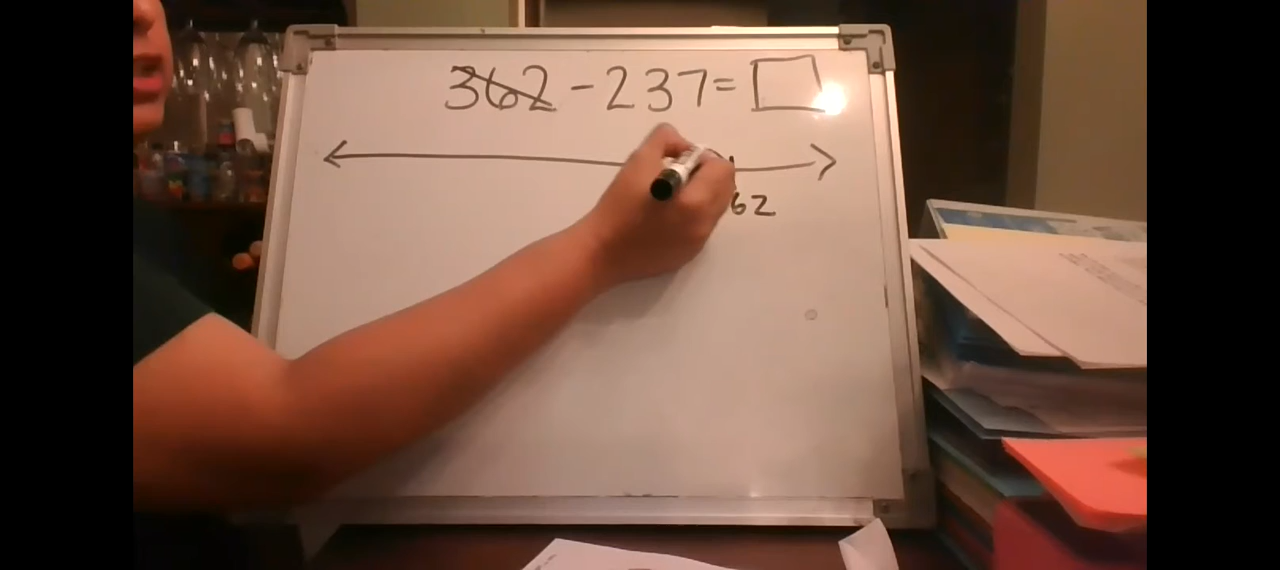 362 - 237 = □
62